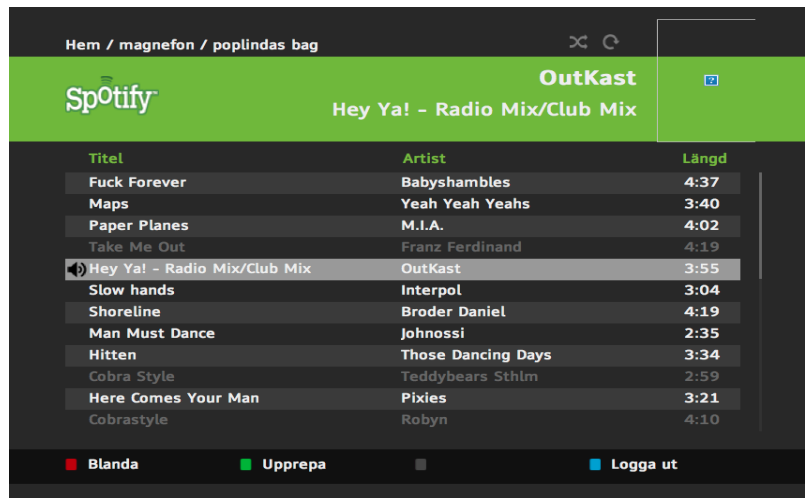 Hem / magnefon / poplindas bag
OutKast
Spotify
Hey Ya! – Radio Mix/Club Mix
?
Titel Artist Längd
Fuck Forever Babyshambles 4:37
Maps Yeah Yeah Yeahs 3:40
Paper Planes M.I.A. 4:02
Take Me Out Franz Ferdinand 4:19
Hey Ya! – Radio Mix/Club Mix OutKast 3:55
Slow hands Interpol 3:04
Shoreline Broder Daniel 4:19
Man Must Dance Johnossi 2:35
Hitten Those Dancing Days 3:34
Cobra Style Teddybears Sthlm 2:59
Here Comes Your Man Pixies 3:21
Cobrastyle Robyn 4:10
Blanda Upprepa Logga ut